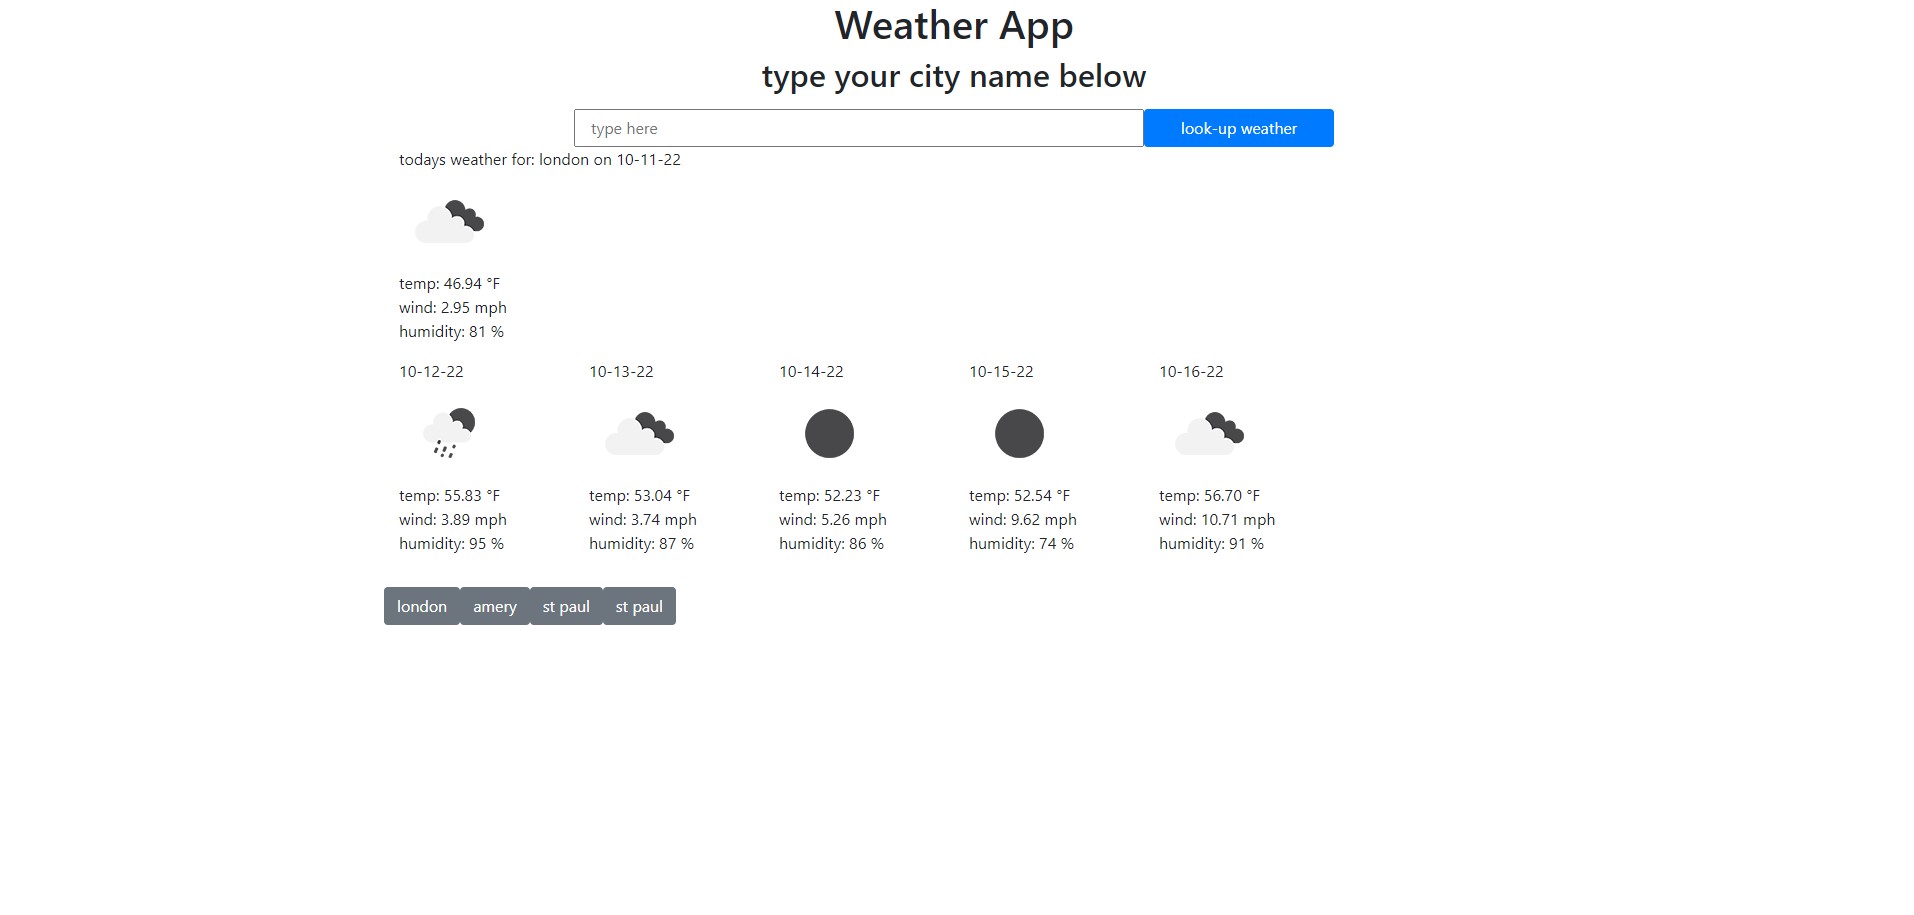 Weather App
type your city name below
type here look-up weather
todays weather for: london on 10-11-22
temp: 46.94 °F
wind: 2.95 mph
humidity: 81 %
10-12-22 10-13-22 10-14-22 10-15-22 10-16-22
temp: 55.83 °F temp: 53.04 °F temp: 52.23 °F temp: 52.54 °F temp: 56.70 °F
wind: 3.89 mph wind: 3.74 mph wind: 5.26 mph wind: 9.62 mph wind: 10.71 mph
humidity: 95 % humidity: 87 % humidity: 86 % humidity: 74 % humidity: 91 %
london amery st paul st paul